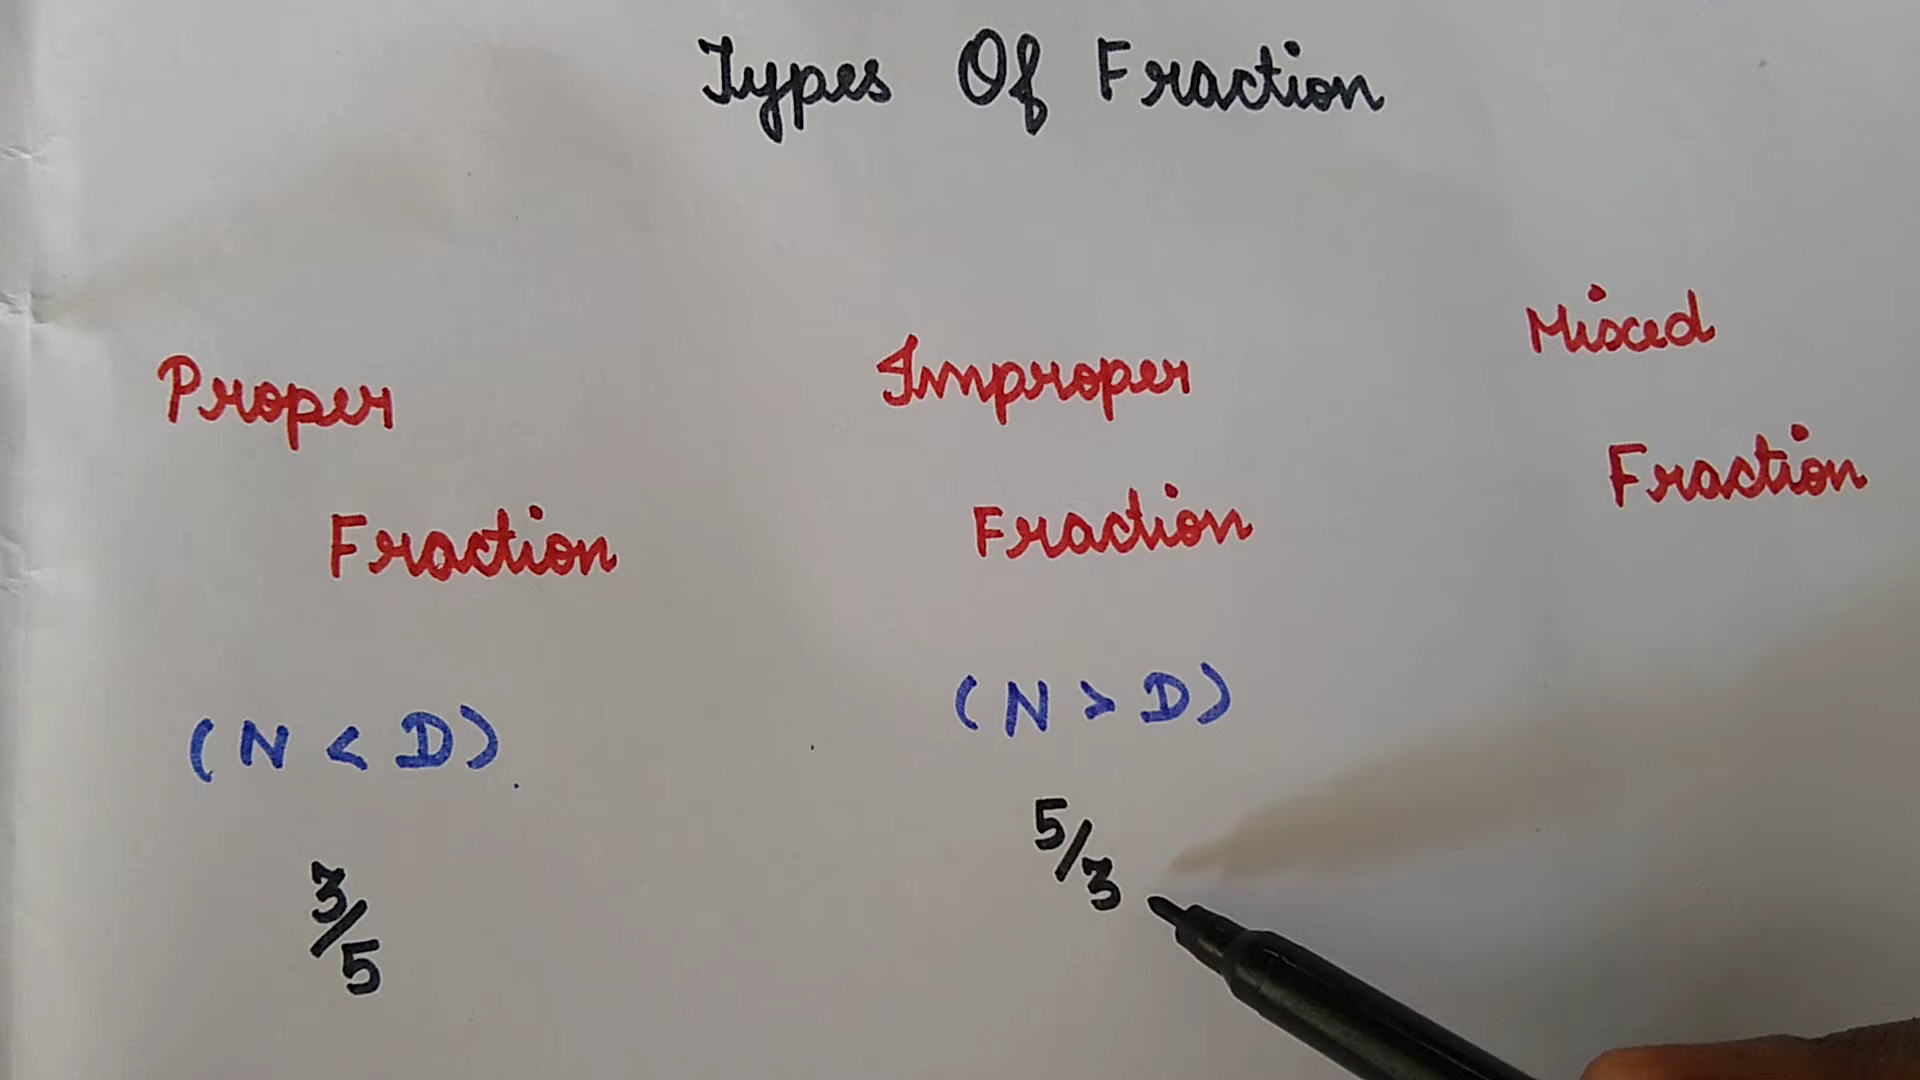 Types Of Fraction
Proper
Fraction
(N < D)
3/5
Improper
Fraction
(N > D)
5/3
Mixed
Fraction